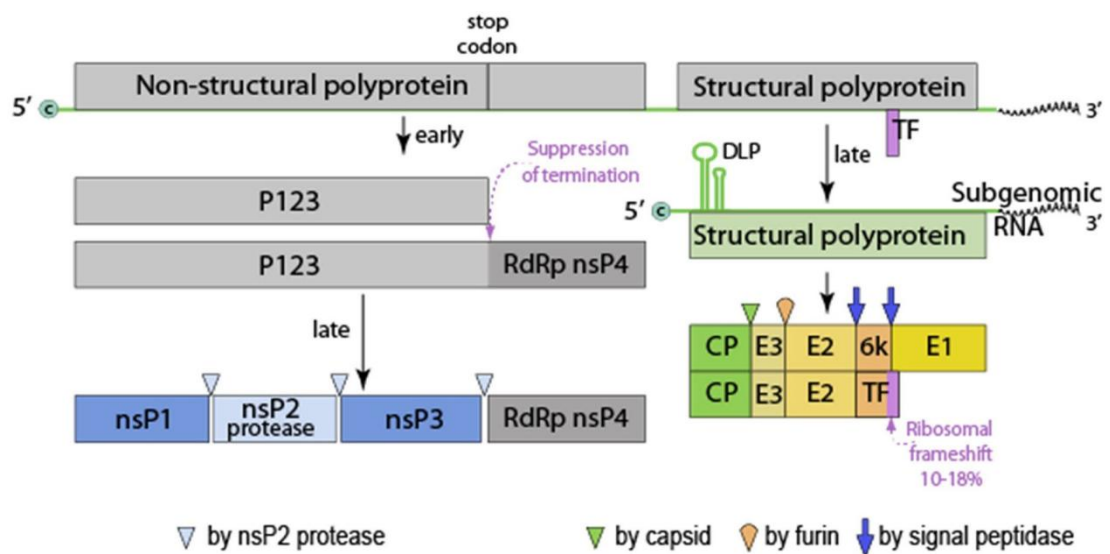 stop
codon
Non-structural polyprotein
Structural polyprotein
5′ c
3′
TF
early
Suppression
of termination
DLP
late
P123
5′ c
Subgenomic
RNA
3′
Structural polyprotein
P123
RdRp nsP4
late
CP E3 E2 6k E1
CP E3 E2 TF
nsP1
nsP2
protease
nsP3
RdRp nsP4
Ribosomal
frameshift
10-18%
by nsP2 protease
by capsid
by furin
by signal peptidase